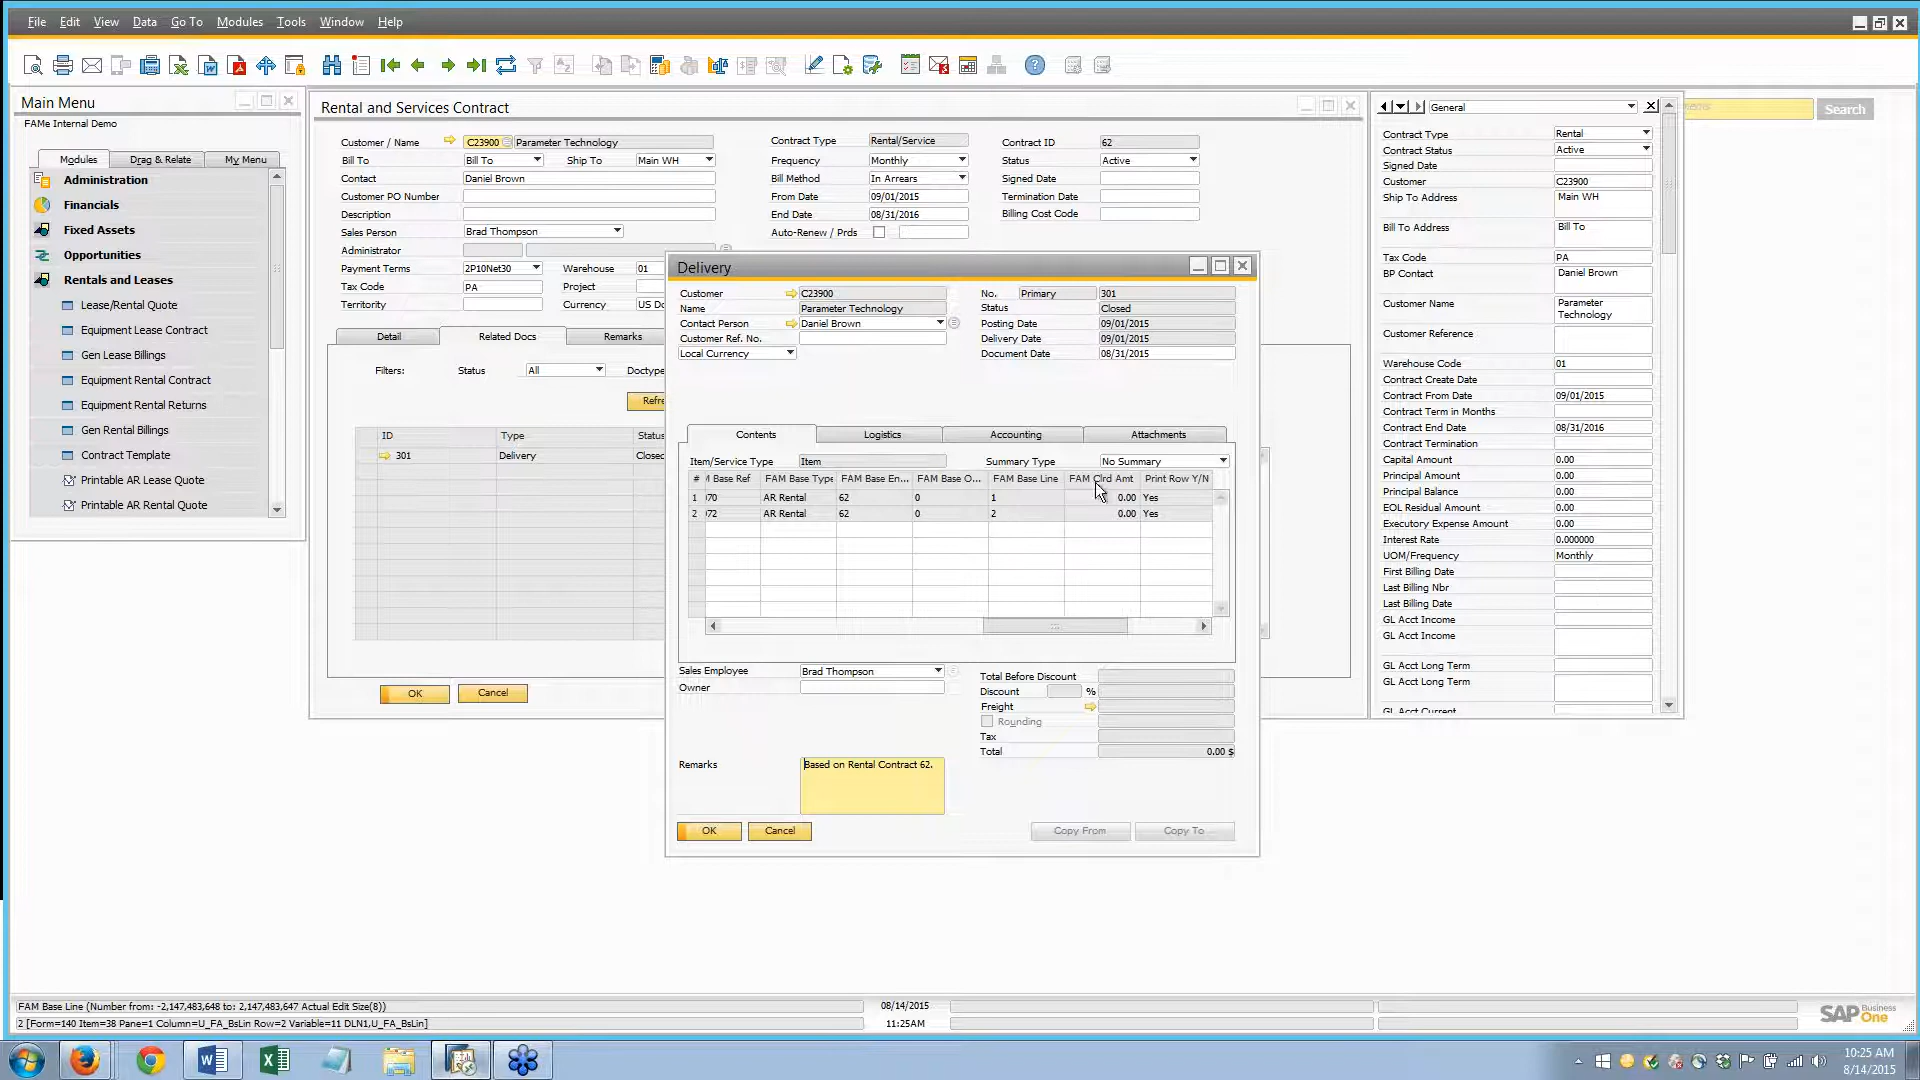 File Edit View Data Go To Modules Tools Window Help
Main Menu
FAMe Internal Demo
Modules Drag & Relate My Menu
Administration
Financials
Fixed Assets
Opportunities
Rentals and Leases
Lease/Rental Quote
Equipment Lease Contract
Gen Lease Billings
Equipment Rental Contract
Equipment Rental Returns
Gen Rental Billings
Contract Template
Printable AR Lease Quote
Printable AR Rental Quote
Rental and Services Contract
Customer / Name C23900 Parameter Technology
Bill To Bill To Ship To Main WH
Contact Daniel Brown
Customer PO Number
Description
Sales Person Brad Thompson
Administrator
Payment Terms 2P10Net30 Warehouse 01
Tax Code PA Project
Territory Currency US Do
Contract Type Rental/Service
Frequency Monthly
Bill Method In Arrears
From Date 09/01/2015
End Date 08/31/2016
Auto-Renew / Prds
Contract ID 62
Status Active
Signed Date
Termination Date
Billing Cost Code
Detail Related Docs Remarks
Filters: Status All Doctype
Refre
ID Type Status
301 Delivery Closed
OK Cancel
Delivery
Customer C23900
Name Parameter Technology
Contact Person Daniel Brown
Customer Ref. No.
Local Currency
No. Primary 301
Status Closed
Posting Date 09/01/2015
Delivery Date 09/01/2015
Document Date 08/31/2015
Contents Logistics Accounting Attachments
Item/Service Type Item Summary Type No Summary
# M Base Ref FAM Base Type FAM Base En... FAM Base O... FAM Base Line FAM Clrd Amt Print Row Y/N
1 070 AR Rental 62 0 1 0.00 Yes
2 072 AR Rental 62 0 2 0.00 Yes
Sales Employee Brad Thompson
Owner
Total Before Discount
Discount %
Freight
Rounding
Tax
Total 0.00 $
Remarks Based on Rental Contract 62.
OK Cancel Copy From Copy To
General
Contract Type Rental
Contract Status Active
Signed Date
Customer C23900
Ship To Address Main WH
Bill To Address Bill To
Tax Code PA
BP Contact Daniel Brown
Customer Name Parameter
Technology
Customer Reference
Warehouse Code 01
Contract Create Date
Contract From Date 09/01/2015
Contract Term in Months
Contract End Date 08/31/2016
Contract Termination
Capital Amount 0.00
Principal Amount 0.00
Principal Balance 0.00
EOL Residual Amount 0.00
Executory Expense Amount 0.00
Interest Rate 0.000000
UOM/Frequency Monthly
First Billing Date
Last Billing Nbr
Last Billing Date
GL Acct Income
GL Acct Income
GL Acct Long Term
GL Acct Long Term
GL Acct Current
Search
FAM Base Line (Number from: -2,147,483,648 to: 2,147,483,647 Actual Edit Size(8)) 08/14/2015
2 [Form=140 Item=38 Pane=1 Column=U_FA_BsLin Row=2 Variable=11 DLN1,U_FA_BsLin] 11:25AM
SAP Business One
10:25 AM
8/14/2015